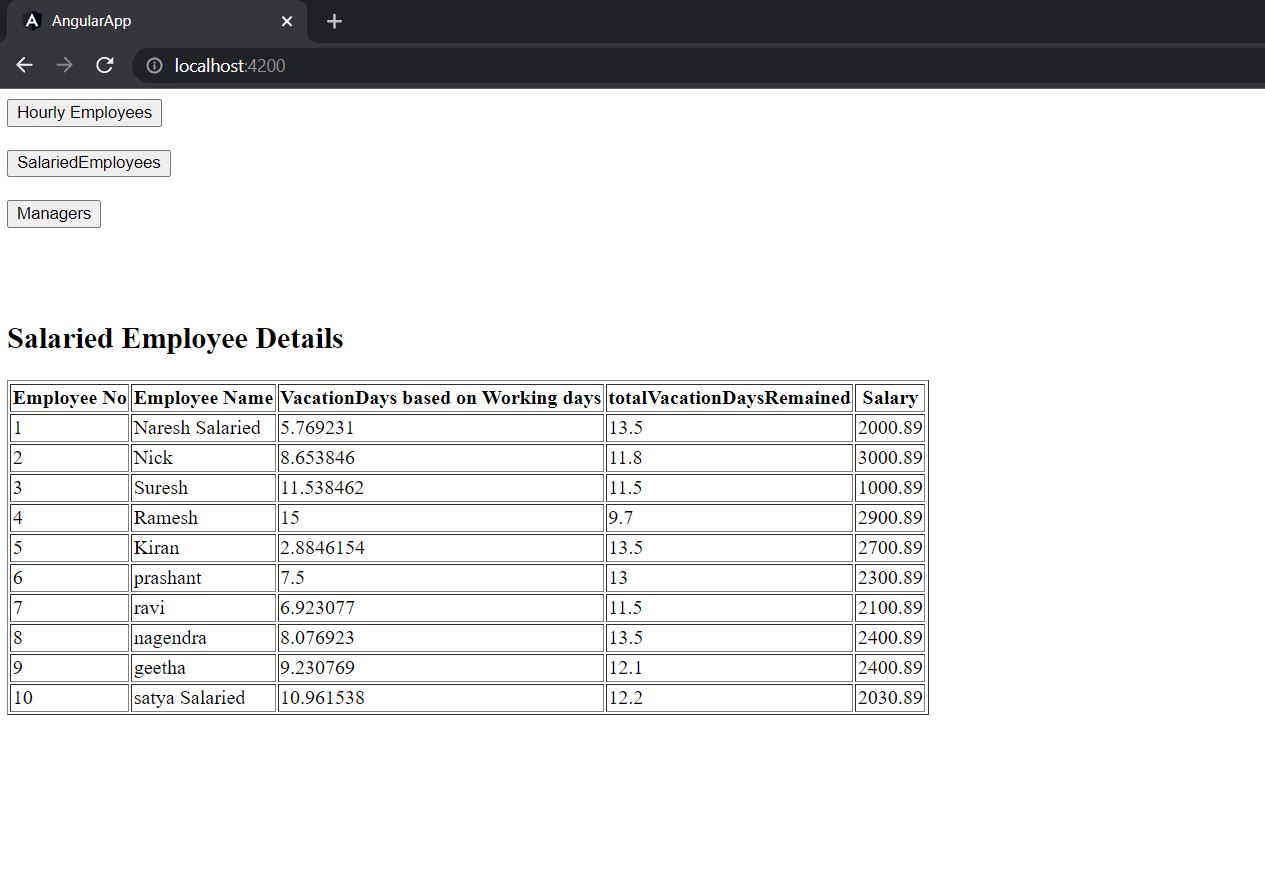 AngularApp
localhost:4200
Hourly Employees
SalariedEmployees
Managers
Salaried Employee Details
Employee No Employee Name VacationDays based on Working days totalVacationDaysRemained Salary
1 Naresh Salaried 5.769231 13.5 2000.89
2 Nick 8.653846 11.8 3000.89
3 Suresh 11.538462 11.5 1000.89
4 Ramesh 15 9.7 2900.89
5 Kiran 2.8846154 13.5 2700.89
6 prashant 7.5 13 2300.89
7 ravi 6.923077 11.5 2100.89
8 nagendra 8.076923 13.5 2400.89
9 geetha 9.230769 12.1 2400.89
10 satya Salaried 10.961538 12.2 2030.89